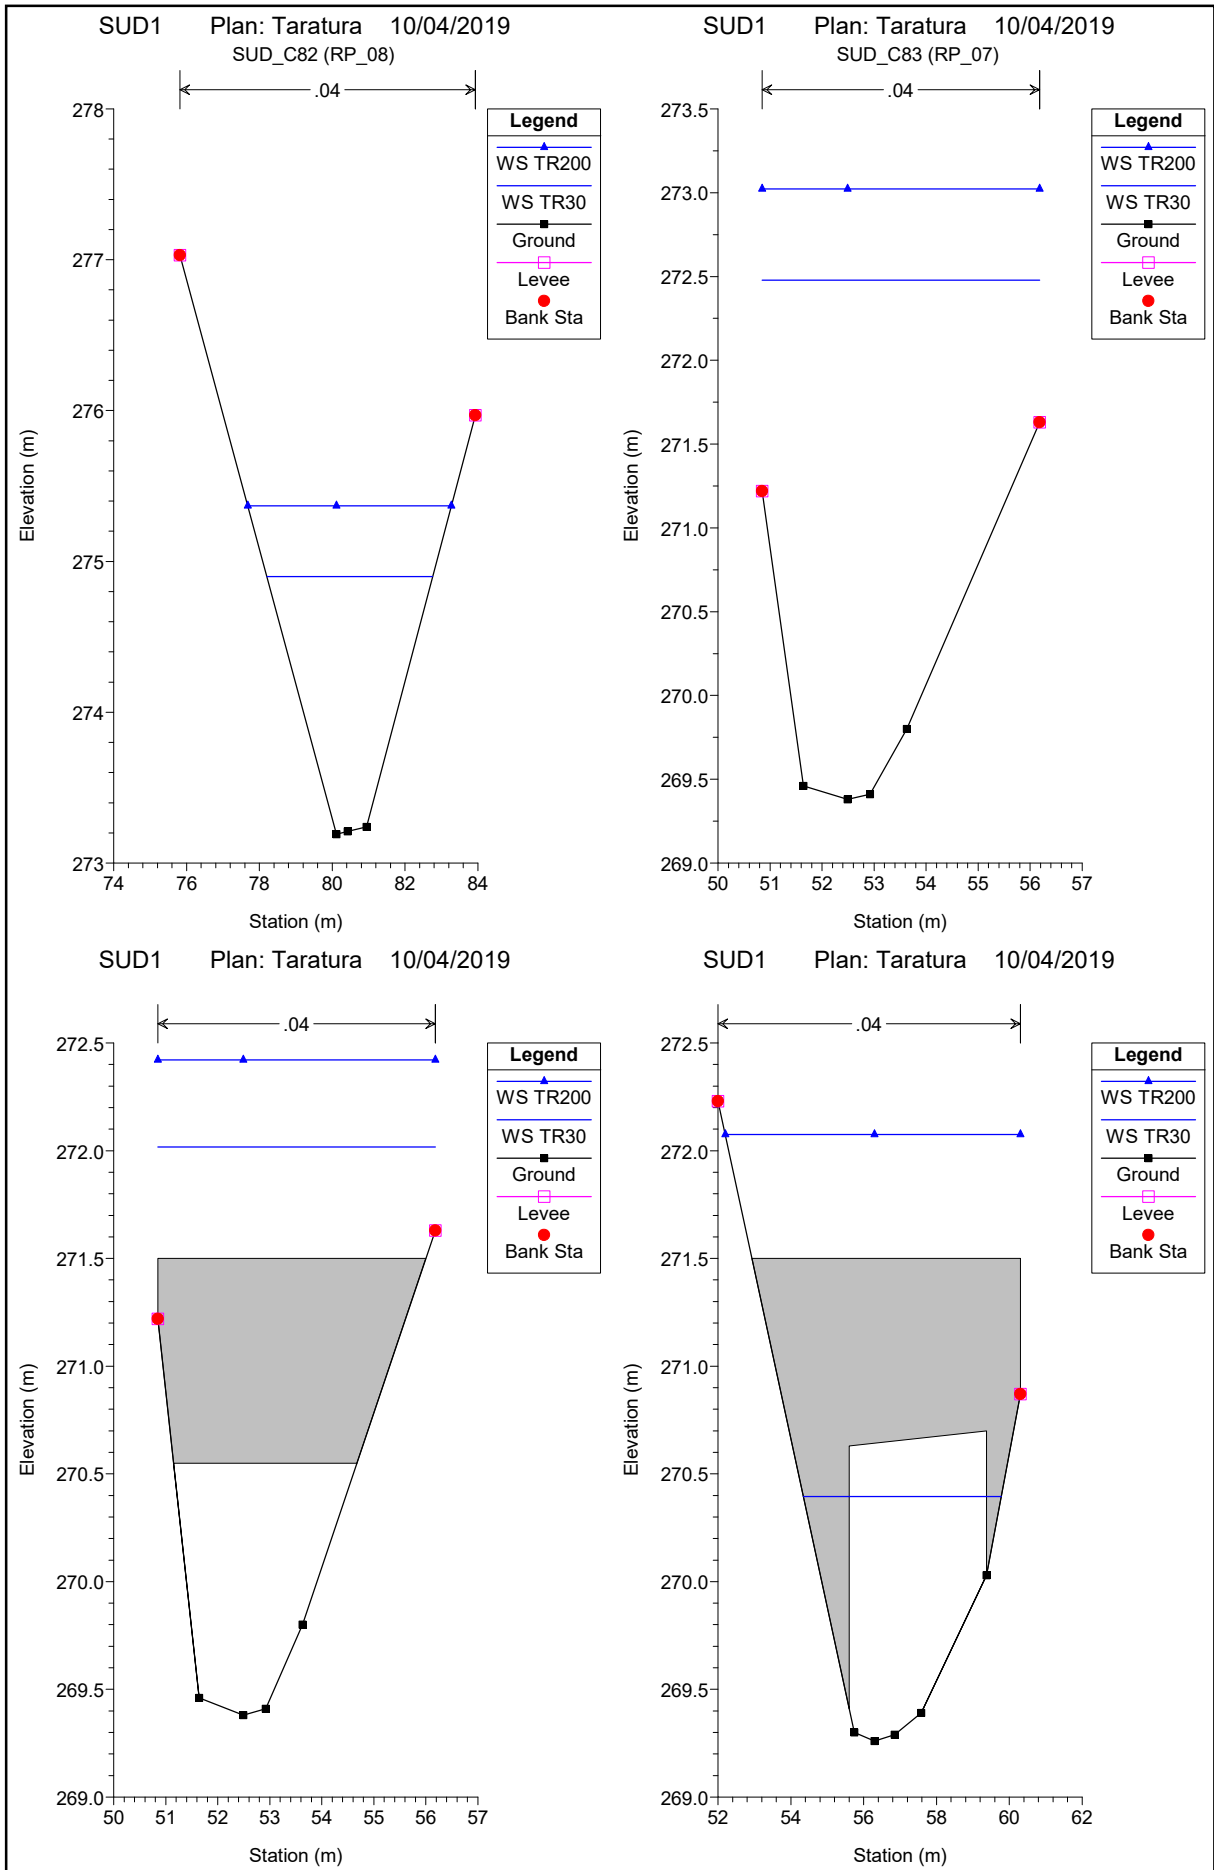 SUD1 Plan: Taratura 10/04/2019
SUD_C82 (RP_08)
.04
278
277
276
275
274
273
Elevation (m)
74 76 78 80 82 84
Station (m)
Legend
WS TR200
WS TR30
Ground
Levee
Bank Sta
SUD1 Plan: Taratura 10/04/2019
SUD_C83 (RP_07)
.04
273.5
273.0
272.5
272.0
271.5
271.0
270.5
270.0
269.5
269.0
Elevation (m)
50 51 52 53 54 55 56 57
Station (m)
Legend
WS TR200
WS TR30
Ground
Levee
Bank Sta
SUD1 Plan: Taratura 10/04/2019
.04
272.5
272.0
271.5
271.0
270.5
270.0
269.5
269.0
Elevation (m)
50 51 52 53 54 55 56 57
Station (m)
Legend
WS TR200
WS TR30
Ground
Levee
Bank Sta
SUD1 Plan: Taratura 10/04/2019
.04
272.5
272.0
271.5
271.0
270.5
270.0
269.5
269.0
Elevation (m)
52 54 56 58 60 62
Station (m)
Legend
WS TR200
WS TR30
Ground
Levee
Bank Sta